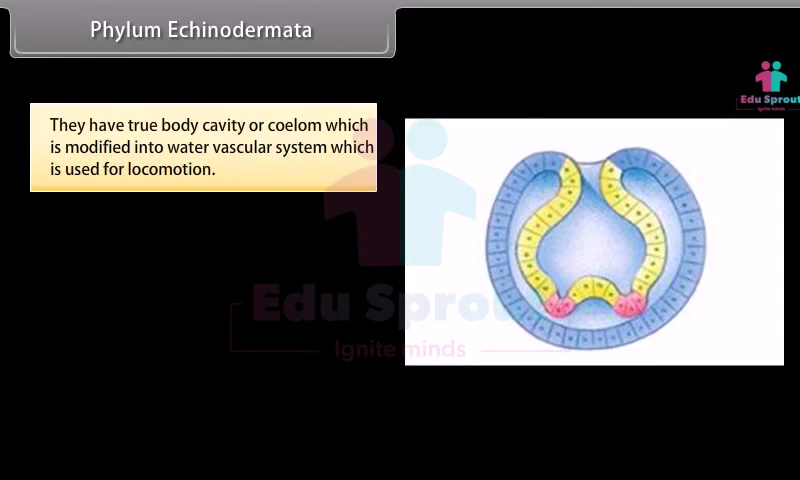 Phylum Echinodermata
Edu Sprout
They have true body cavity or coelom which
is modified into water vascular system which
is used for locomotion.
Edu Sprou
Ignite minds